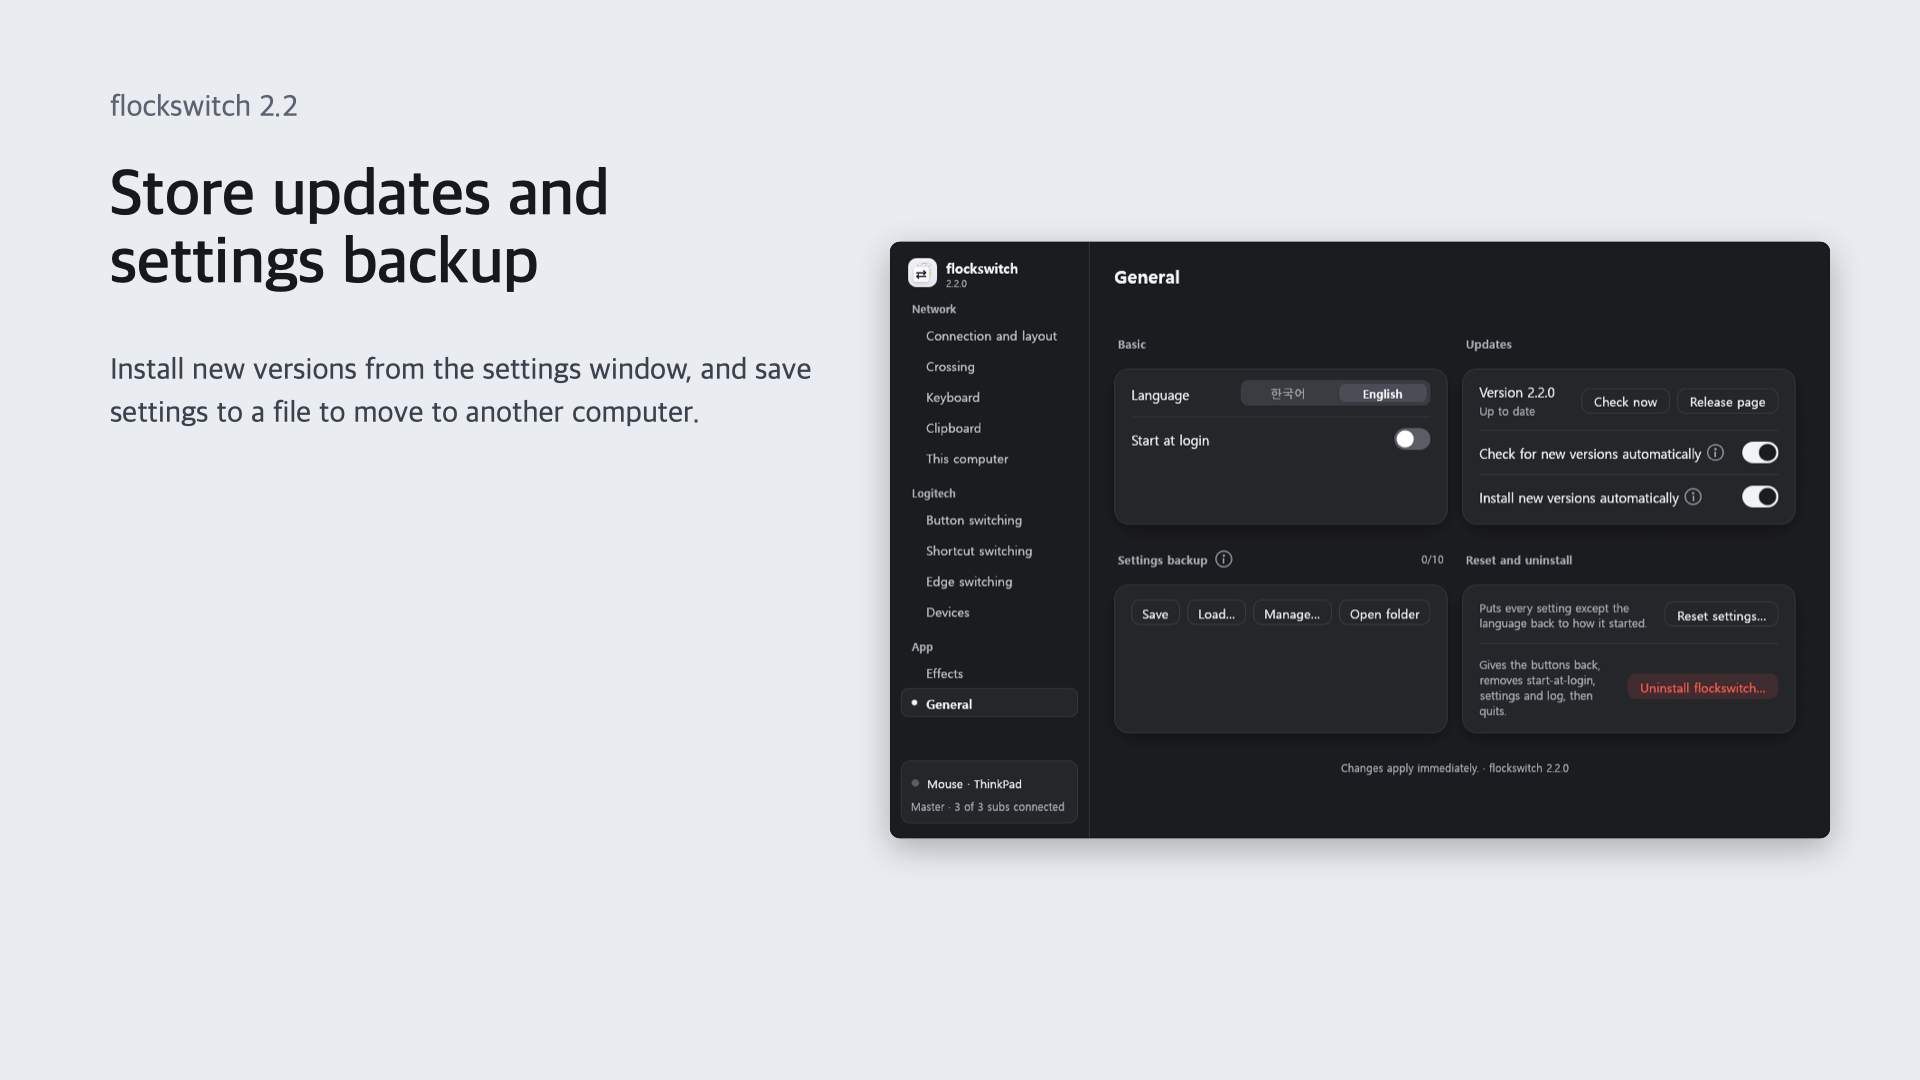 flockswitch 2.2
Store updates and
settings backup
Install new versions from the settings window, and save
settings to a file to move to another computer.
flockswitch
2.2.0
Network
Connection and layout
Crossing
Keyboard
Clipboard
This computer
Logitech
Button switching
Shortcut switching
Edge switching
Devices
App
Effects
General
Mouse · ThinkPad
Master · 3 of 3 subs connected
General
Basic
Language
한국어
English
Start at login
Updates
Version 2.2.0
Up to date
Check now
Release page
Check for new versions automatically
Install new versions automatically
Settings backup
0/10
Save
Load...
Manage...
Open folder
Reset and uninstall
Puts every setting except the
language back to how it started.
Reset settings...
Gives the buttons back,
removes start-at-login,
settings and log, then
quits.
Uninstall flockswitch...
Changes apply immediately. · flockswitch 2.2.0